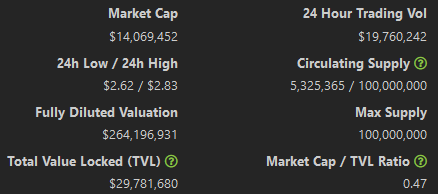 Market Cap
$14,069,452
24 Hour Trading Vol
$19,760,242
24h Low / 24h High
$2.62 / $2.83
Circulating Supply
5,325,365 / 100,000,000
Fully Diluted Valuation
$264,196,931
Max Supply
100,000,000
Total Value Locked (TVL)
$29,781,680
Market Cap / TVL Ratio
0.47